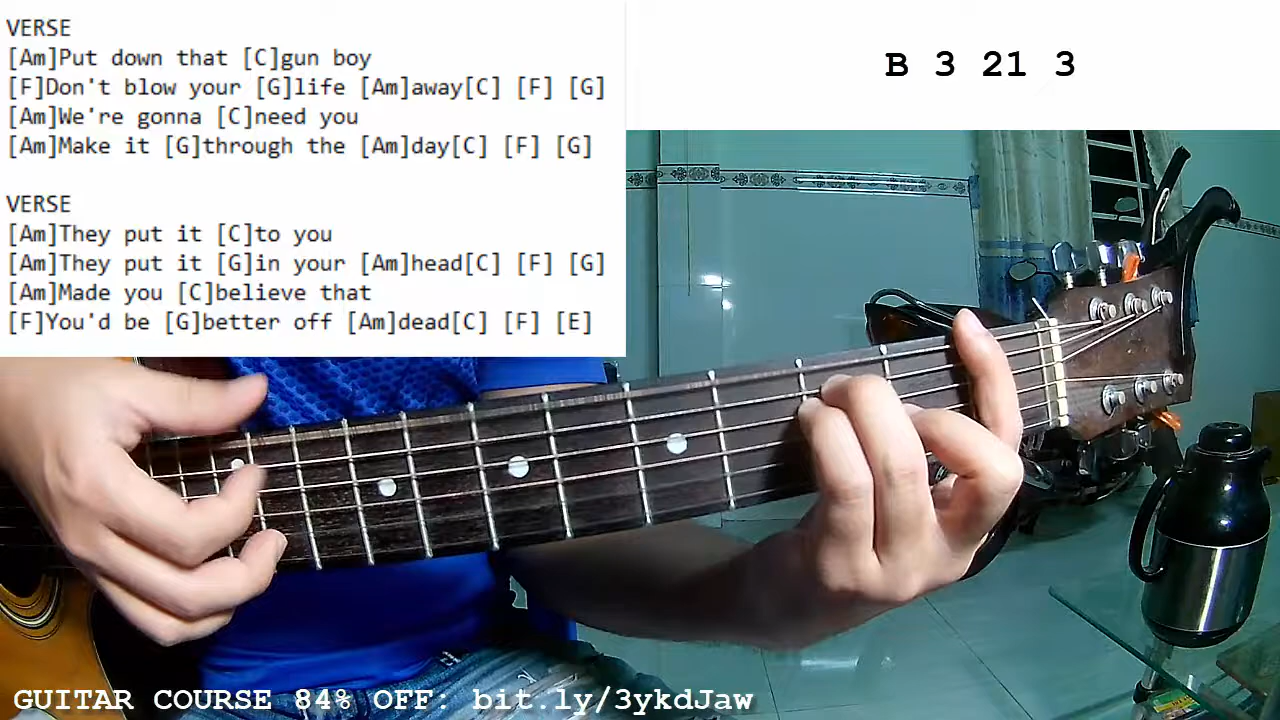 VERSE
[Am]Put down that [C]gun boy
[F]Don't blow your [G]life [Am]away[C] [F] [G]
[Am]We're gonna [C]need you
[Am]Make it [G]through the [Am]day[C] [F] [G]
VERSE
[Am]They put it [C]to you
[Am]They put it [G]in your [Am]head[C] [F] [G]
[Am]Made you [C]believe that
[F]You'd be [G]better off [Am]dead[C] [F] [E]
B 3 21 3
GUITAR COURSE 84% OFF: bit.ly/3ykdJaw